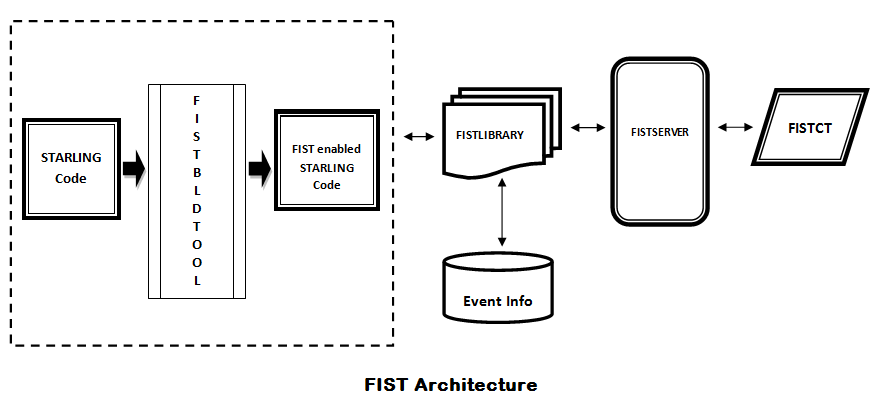 STARLING
Code
F
I
S
T
B
L
D
T
O
O
L
FIST enabled
STARLING
Code
FISTLIBRARY
Event Info
FISTSERVER
FISTCT
FIST Architecture